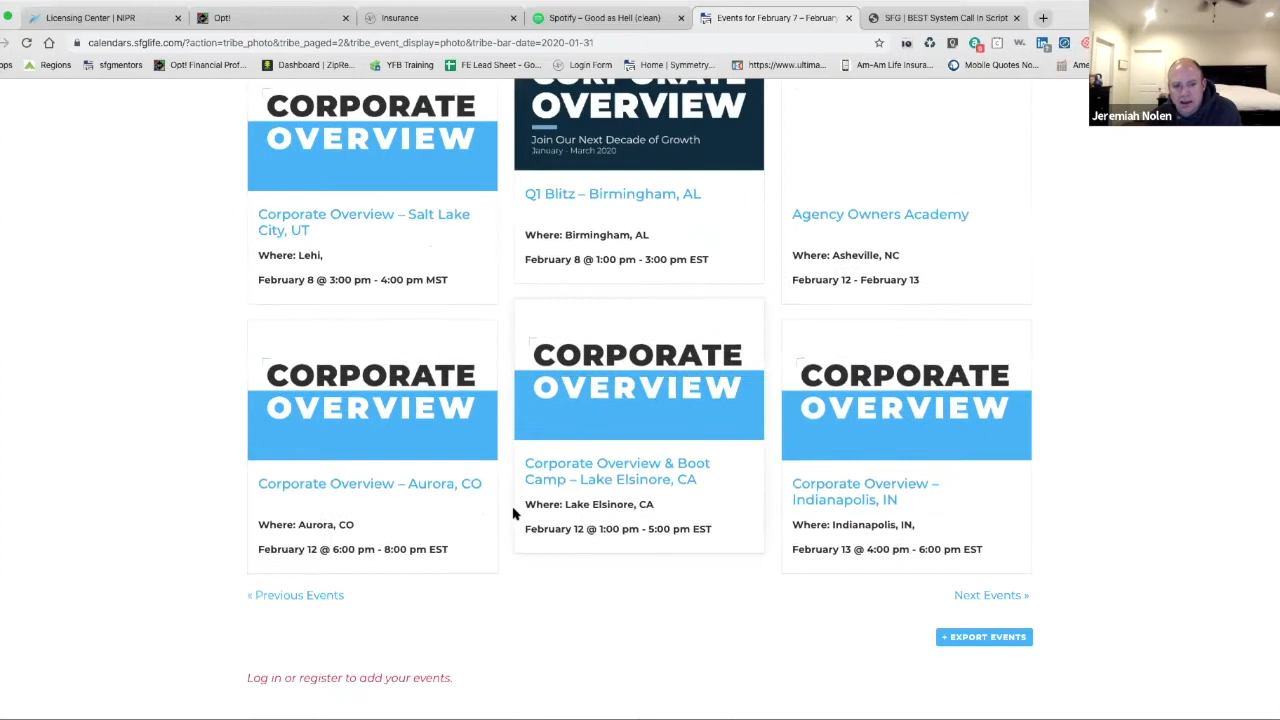 Licensing Center | NIPR
Opt!
Insurance
Spotify – Good as Hell (clean)
Events for February 7 – February
SFG | BEST System Call In Script
calendars.sfglife.com/?action=tribe_photo&tribe_paged=2&tribe_event_display=photo&tribe-bar-date=2020-01-31
Regions
sfgmentors
Opt! Financial Prof...
Dashboard | ZipRe...
YFB Training
FE Lead Sheet - Go...
Login Form
Home | Symmetry...
https://www.ultima...
Am-Am Life Insura...
Mobile Quotes No...
Jeremiah Nolen
CORPORATE
OVERVIEW
Corporate Overview – Salt Lake
City, UT
Where: Lehi,
February 8 @ 3:00 pm - 4:00 pm MST
CORPORATE
OVERVIEW
Join Our Next Decade of Growth
January - March 2020
Q1 Blitz – Birmingham, AL
Where: Birmingham, AL
February 8 @ 1:00 pm - 3:00 pm EST
Agency Owners Academy
Where: Asheville, NC
February 12 - February 13
CORPORATE
OVERVIEW
Corporate Overview – Aurora, CO
Where: Aurora, CO
February 12 @ 6:00 pm - 8:00 pm EST
CORPORATE
OVERVIEW
Corporate Overview & Boot
Camp – Lake Elsinore, CA
Where: Lake Elsinore, CA
February 12 @ 1:00 pm - 5:00 pm EST
CORPORATE
OVERVIEW
Corporate Overview –
Indianapolis, IN
Where: Indianapolis, IN,
February 13 @ 4:00 pm - 6:00 pm EST
« Previous Events
Next Events »
+ EXPORT EVENTS
Log in or register to add your events.